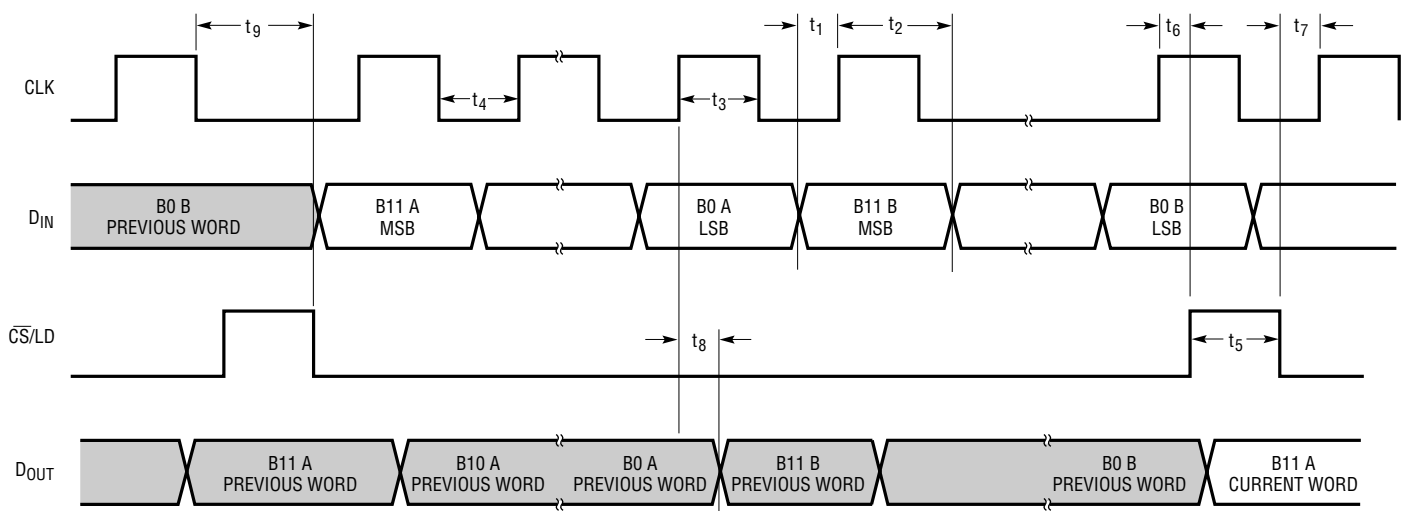 t9
t1
t2
t6
t7
CLK
t4
t3
DIN
B0 B
PREVIOUS WORD
B11 A
MSB
B0 A
LSB
B11 B
MSB
B0 B
LSB
CS/LD
t8
t5
DOUT
B11 A
PREVIOUS WORD
B10 A
PREVIOUS WORD
B0 A
PREVIOUS WORD
B11 B
PREVIOUS WORD
B0 B
PREVIOUS WORD
B11 A
CURRENT WORD